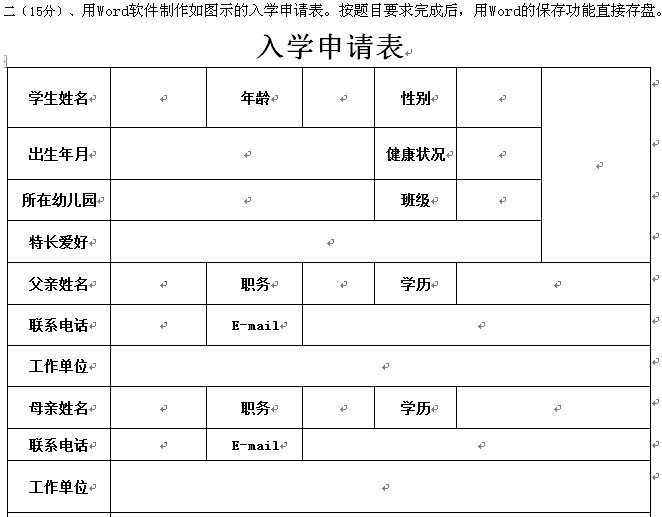 二（15分）、用Word软件制作如图示的入学申请表。按题目要求完成后，用Word的保存功能直接存盘。
入学申请表
学生姓名 年龄 性别
出生年月 健康状况
所在幼儿园 班级
特长爱好
父亲姓名 职务 学历
联系电话 E-mail
工作单位
母亲姓名 职务 学历
联系电话 E-mail
工作单位